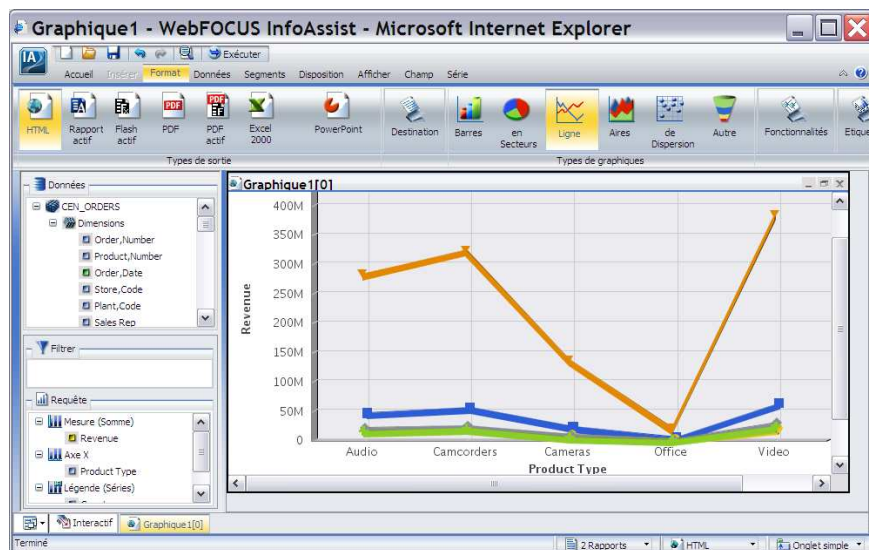 Graphique1 - WebFOCUS InfoAssist - Microsoft Internet Explorer
IA
Exécuter
Accueil Insérer Format Données Segments Disposition Afficher Champ Série
HTML Rapport actif Flash actif PDF PDF actif Excel 2000 PowerPoint Destination Barres en Secteurs Ligne Aires de Dispersion Autre Fonctionnalités Etique
Types de sortie Types de graphiques
Données
CEN_ORDERS
Dimensions
Order,Number
Product,Number
Order,Date
Store,Code
Plant,Code
Sales Rep
Filtrer
Requête
Mesure (Somme)
Revenue
Axe X
Product Type
Légende (Séries)
Graphique1[0]
400M
350M
300M
250M
200M
150M
100M
50M
0
Revenue
Audio Camcorders Cameras Office Video
Product Type
Interactif Graphique1[0]
Terminé 2 Rapports HTML Onglet simple